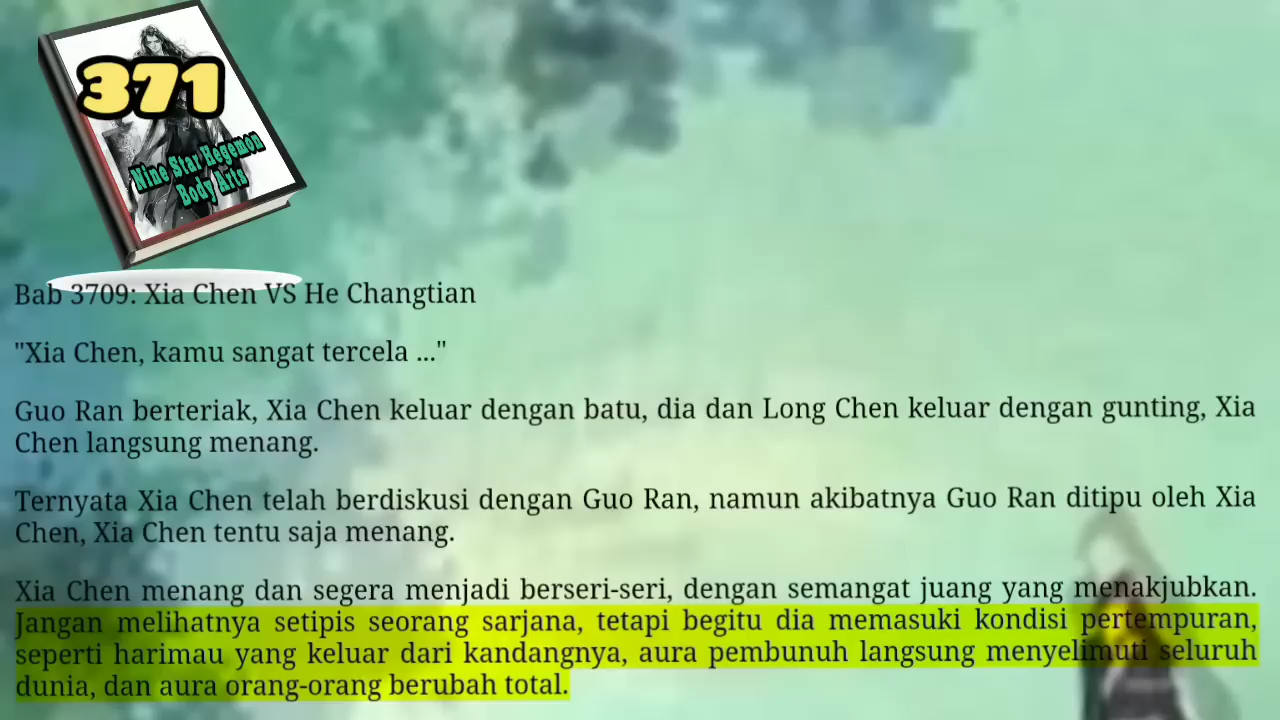 371
Nine Star Hegemon
Body Arts
Bab 3709: Xia Chen VS He Changtian
"Xia Chen, kamu sangat tercela ..."
Guo Ran berteriak, Xia Chen keluar dengan batu, dia dan Long Chen keluar dengan gunting, Xia
Chen langsung menang.
Ternyata Xia Chen telah berdiskusi dengan Guo Ran, namun akibatnya Guo Ran ditipu oleh Xia
Chen, Xia Chen tentu saja menang.
Xia Chen menang dan segera menjadi berseri-seri, dengan semangat juang yang menakjubkan.
Jangan melihatnya setipis seorang sarjana, tetapi begitu dia memasuki kondisi pertempuran,
seperti harimau yang keluar dari kandangnya, aura pembunuh langsung menyelimuti seluruh
dunia, dan aura orang-orang berubah total.